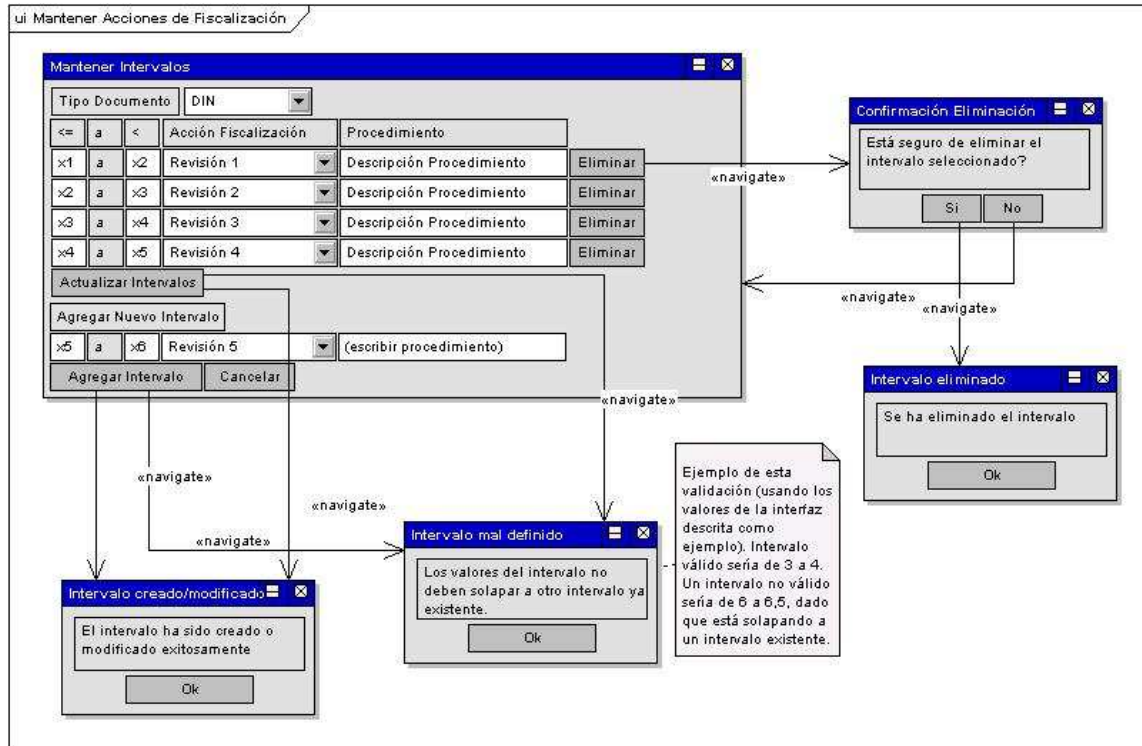 ui Mantener Acciones de Fiscalización
Mantener Intervalos
Tipo Documento DIN
<= a < Acción Fiscalización Procedimiento
x1 a x2 Revisión 1 Descripción Procedimiento Eliminar
x2 a x3 Revisión 2 Descripción Procedimiento Eliminar
x3 a x4 Revisión 3 Descripción Procedimiento Eliminar
x4 a x5 Revisión 4 Descripción Procedimiento Eliminar
Actualizar Intervalos
Agregar Nuevo Intervalo
x5 a x6 Revisión 5 (escribir procedimiento)
Agregar Intervalo Cancelar
«navigate»
Confirmación Eliminación
Está seguro de eliminar el
intervalo seleccionado?
Si No
«navigate»
«navigate»
Intervalo eliminado
Se ha eliminado el intervalo
Ok
«navigate»
«navigate»
«navigate»
«navigate»
Intervalo creado/modificado
El intervalo ha sido creado o
modificado exitosamente
Ok
Intervalo mal definido
Los valores del intervalo no
deben solapar a otro intervalo ya
existente.
Ok
Ejemplo de esta
validación (usando los
valores de la interfaz
descrita como
ejemplo). Intervalo
válido sería de 3 a 4.
Un intervalo no válido
sería de 6 a 6,5, dado
que está solapando a
un intervalo existente.